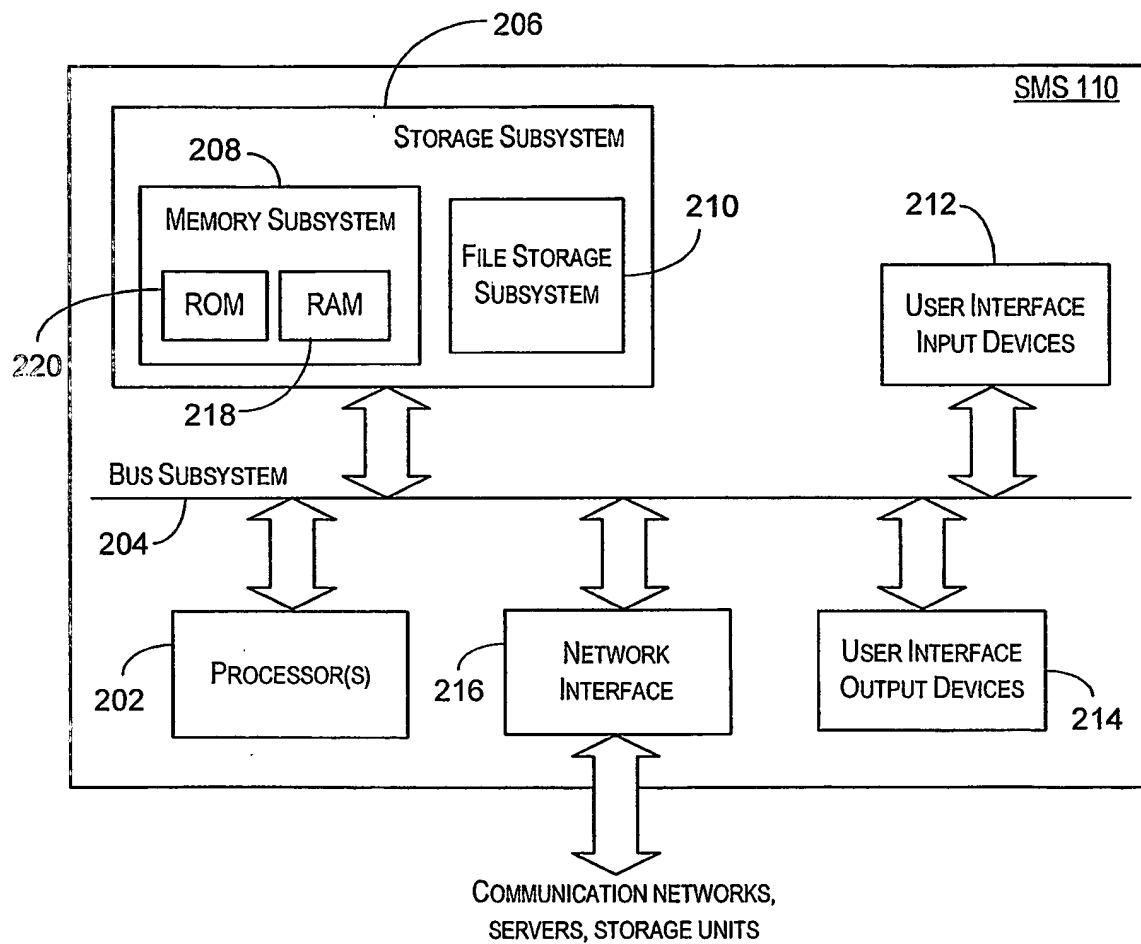 206
SMS 110
STORAGE SUBSYSTEM
208
MEMORY SUBSYSTEM
210
212
FILE STORAGE
SUBSYSTEM
ROM
RAM
USER INTERFACE
INPUT DEVICES
220
218
BUS SUBSYSTEM
204
PROCESSOR(S)
202
NETWORK
INTERFACE
216
USER INTERFACE
OUTPUT DEVICES
214
COMMUNICATION NETWORKS,
SERVERS, STORAGE UNITS